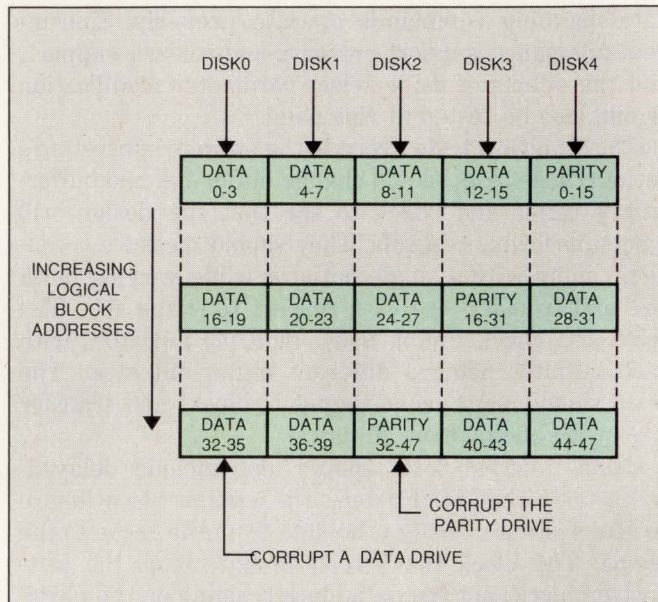 DISK0 DISK1 DISK2 DISK3 DISK4
DATA DATA DATA DATA PARITY
0-3 4-7 8-11 12-15 0-15
INCREASING
LOGICAL
BLOCK
ADDRESSES
DATA DATA DATA PARITY DATA
16-19 20-23 24-27 16-31 28-31
DATA DATA PARITY DATA DATA
32-35 36-39 32-47 40-43 44-47
CORRUPT THE
PARITY DRIVE
CORRUPT A DATA DRIVE